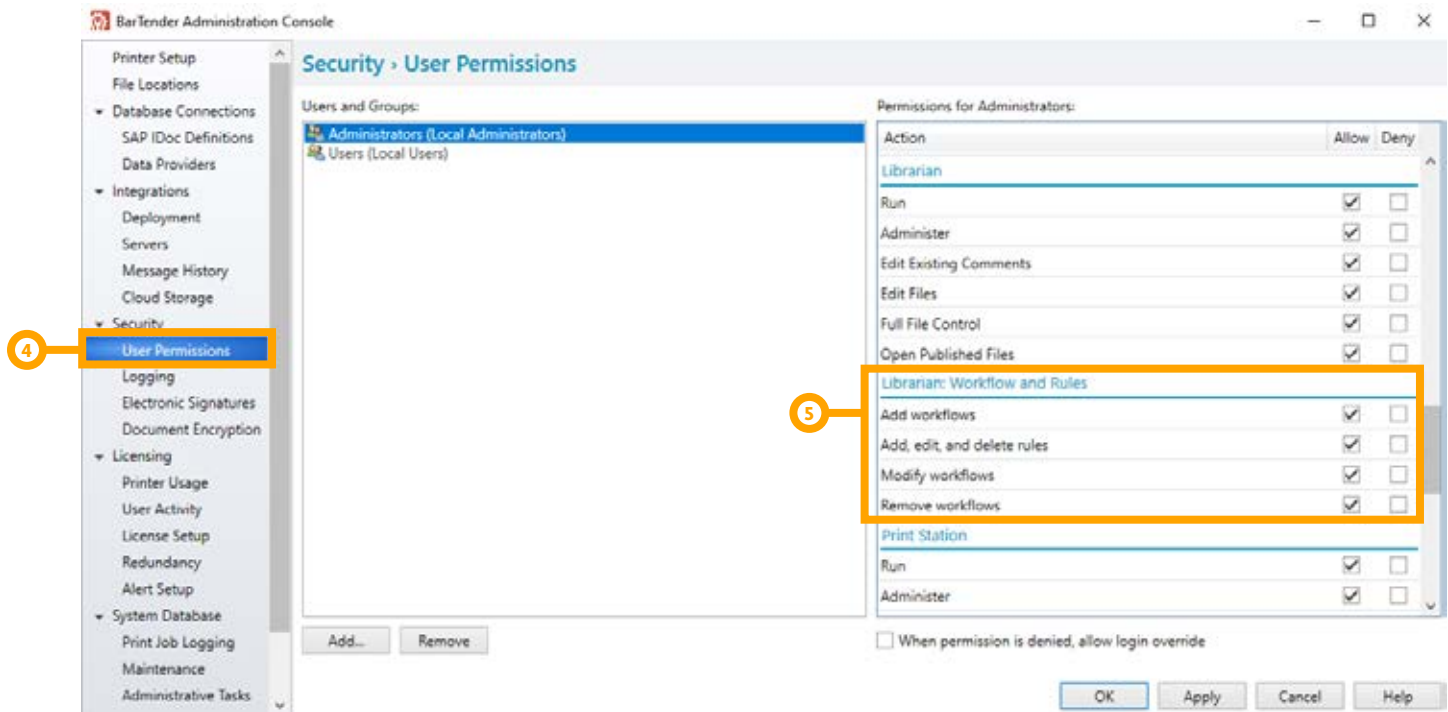 BarTender Administration Console
Printer Setup
File Locations
Database Connections
SAP IDoc Definitions
Data Providers
Integrations
Deployment
Servers
Message History
Cloud Storage
Security
User Permissions
Logging
Electronic Signatures
Document Encryption
Licensing
Printer Usage
User Activity
License Setup
Redundancy
Alert Setup
System Database
Print Job Logging
Maintenance
Administrative Tasks
4
Security › User Permissions
Users and Groups:
Administrators (Local Administrators)
Users (Local Users)
Add... Remove
Permissions for Administrators:
Action Allow Deny
Librarian
Run
Administer
Edit Existing Comments
Edit Files
Full File Control
Open Published Files
5
Librarian: Workflow and Rules
Add workflows
Add, edit, and delete rules
Modify workflows
Remove workflows
Print Station
Run
Administer
When permission is denied, allow login override
OK Apply Cancel Help